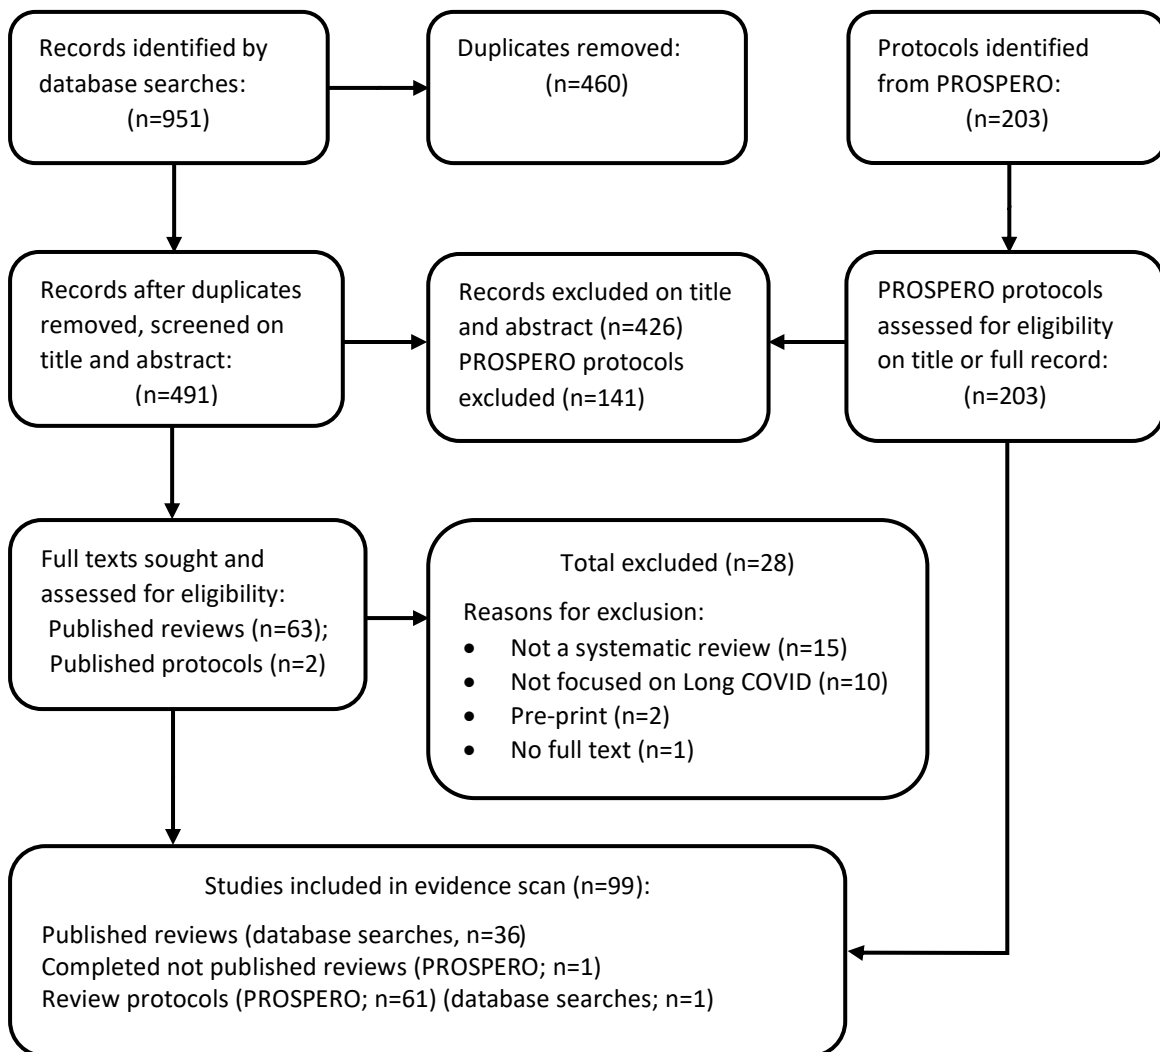 Records identified by
database searches:
(n=951)
Duplicates removed:
(n=460)
Protocols identified
from PROSPERO:
(n=203)
Records after duplicates
removed, screened on
title and abstract:
(n=491)
Records excluded on title
and abstract (n=426)
PROSPERO protocols
excluded (n=141)
PROSPERO protocols
assessed for eligibility
on title or full record:
(n=203)
Full texts sought and
assessed for eligibility:
Published reviews (n=63);
Published protocols (n=2)
Total excluded (n=28)
Reasons for exclusion:
• Not a systematic review (n=15)
• Not focused on Long COVID (n=10)
• Pre-print (n=2)
• No full text (n=1)
Studies included in evidence scan (n=99):
Published reviews (database searches, n=36)
Completed not published reviews (PROSPERO; n=1)
Review protocols (PROSPERO; n=61) (database searches; n=1)